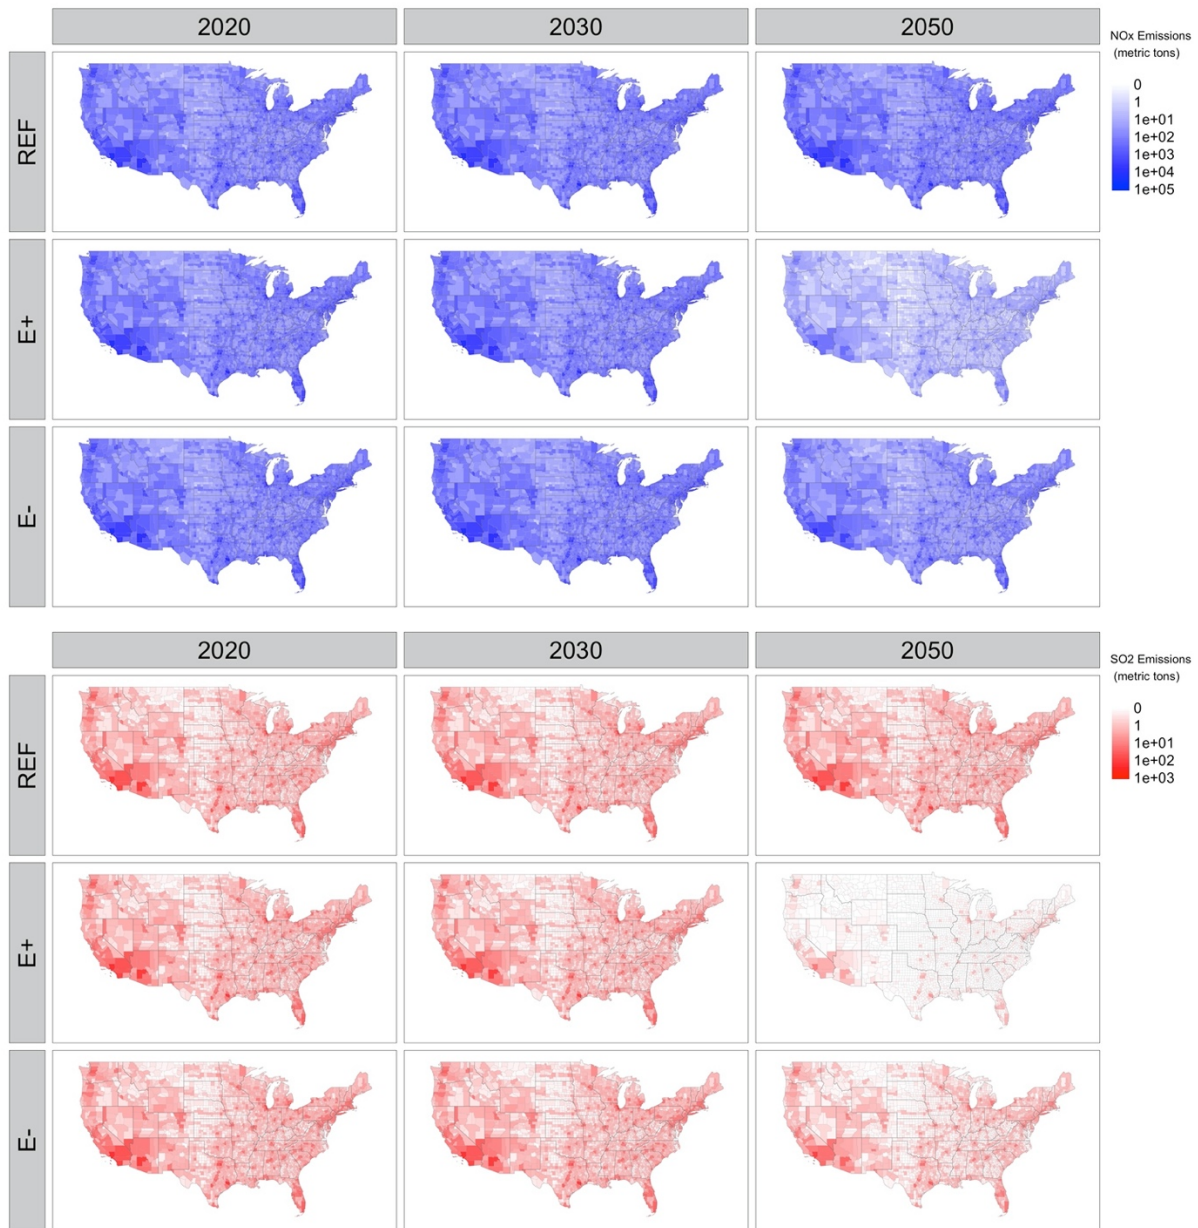 2020 2030 2050
NOx Emissions
(metric tons)
0
1
1e+01
1e+02
1e+03
1e+04
1e+05
REF
E+
E-
2020 2030 2050
SO2 Emissions
(metric tons)
0
1
1e+01
1e+02
1e+03
REF
E+
E-